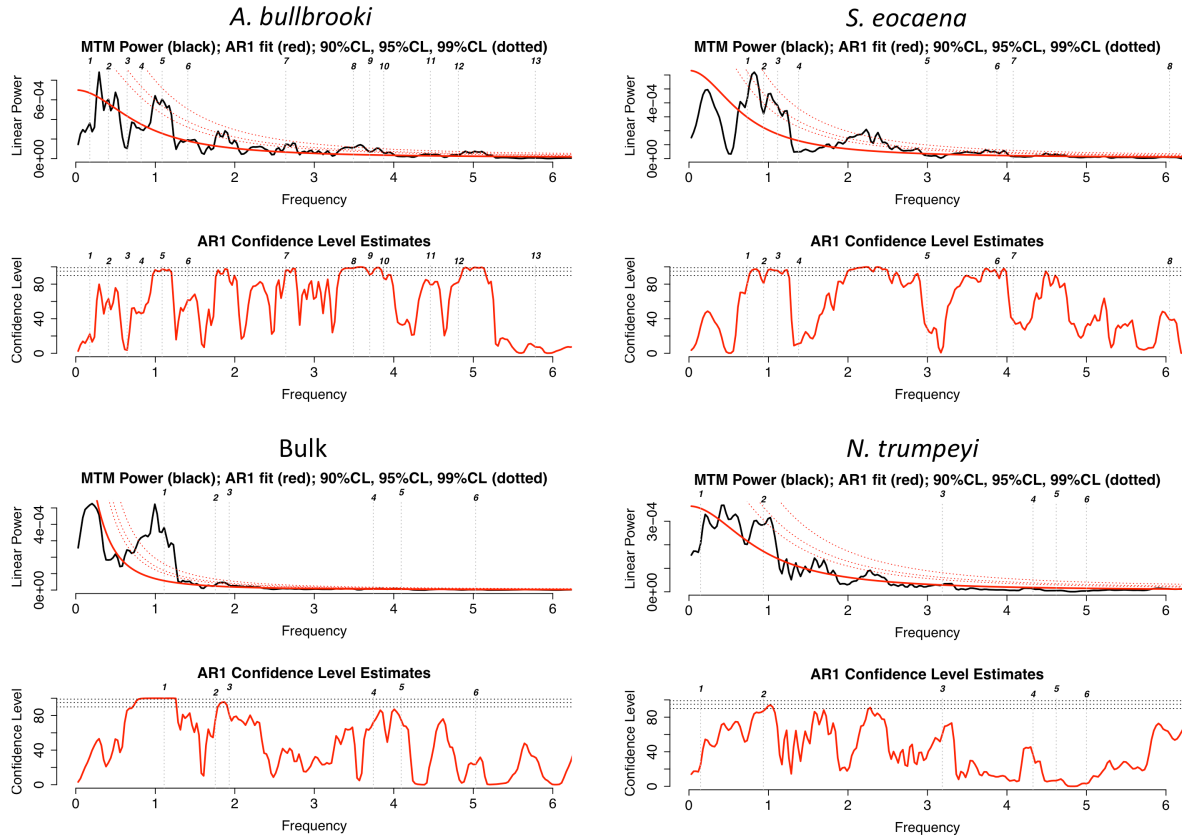 A. bullbrooki
MTM Power (black); AR1 fit (red); 90%CL, 95%CL, 99%CL (dotted)
1 2 3 4 5 6 7 8 9 10 11 12 13
Linear Power
0e+00 6e−04
0 1 2 3 4 5 6
Frequency
AR1 Confidence Level Estimates
1 2 3 4 5 6 7 8 9 10 11 12 13
Confidence Level
0 40 80
0 1 2 3 4 5 6
Frequency
S. eocaena
MTM Power (black); AR1 fit (red); 90%CL, 95%CL, 99%CL (dotted)
1 2 3 4 5 6 7 8
Linear Power
0e+00 4e−04
0 1 2 3 4 5 6
Frequency
AR1 Confidence Level Estimates
1 2 3 4 5 6 7 8
Confidence Level
0 40 80
0 1 2 3 4 5 6
Frequency
Bulk
MTM Power (black); AR1 fit (red); 90%CL, 95%CL, 99%CL (dotted)
1 2 3 4 5 6
Linear Power
0e+00 4e−04
0 1 2 3 4 5 6
Frequency
AR1 Confidence Level Estimates
1 2 3 4 5 6
Confidence Level
0 40 80
0 1 2 3 4 5 6
Frequency
N. trumpeyi
MTM Power (black); AR1 fit (red); 90%CL, 95%CL, 99%CL (dotted)
1 2 3 4 5 6
Linear Power
0e+00 3e−04
0 1 2 3 4 5 6
Frequency
AR1 Confidence Level Estimates
1 2 3 4 5 6
Confidence Level
0 40 80
0 1 2 3 4 5 6
Frequency